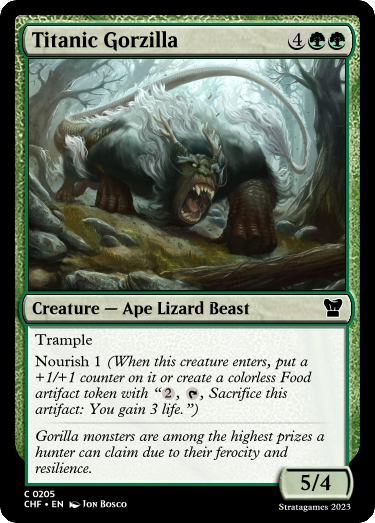 Titanic Gorzilla 4
Creature — Ape Lizard Beast
Trample
Nourish 1 (When this creature enters, put a
+1/+1 counter on it or create a colorless Food
artifact token with “2, , Sacrifice this
artifact: You gain 3 life.”)
Gorilla monsters are among the highest prizes a
hunter can claim due to their ferocity and
resilience.
5/4
C 0205
CHF • EN Jon Bosco
Stratagames 2023